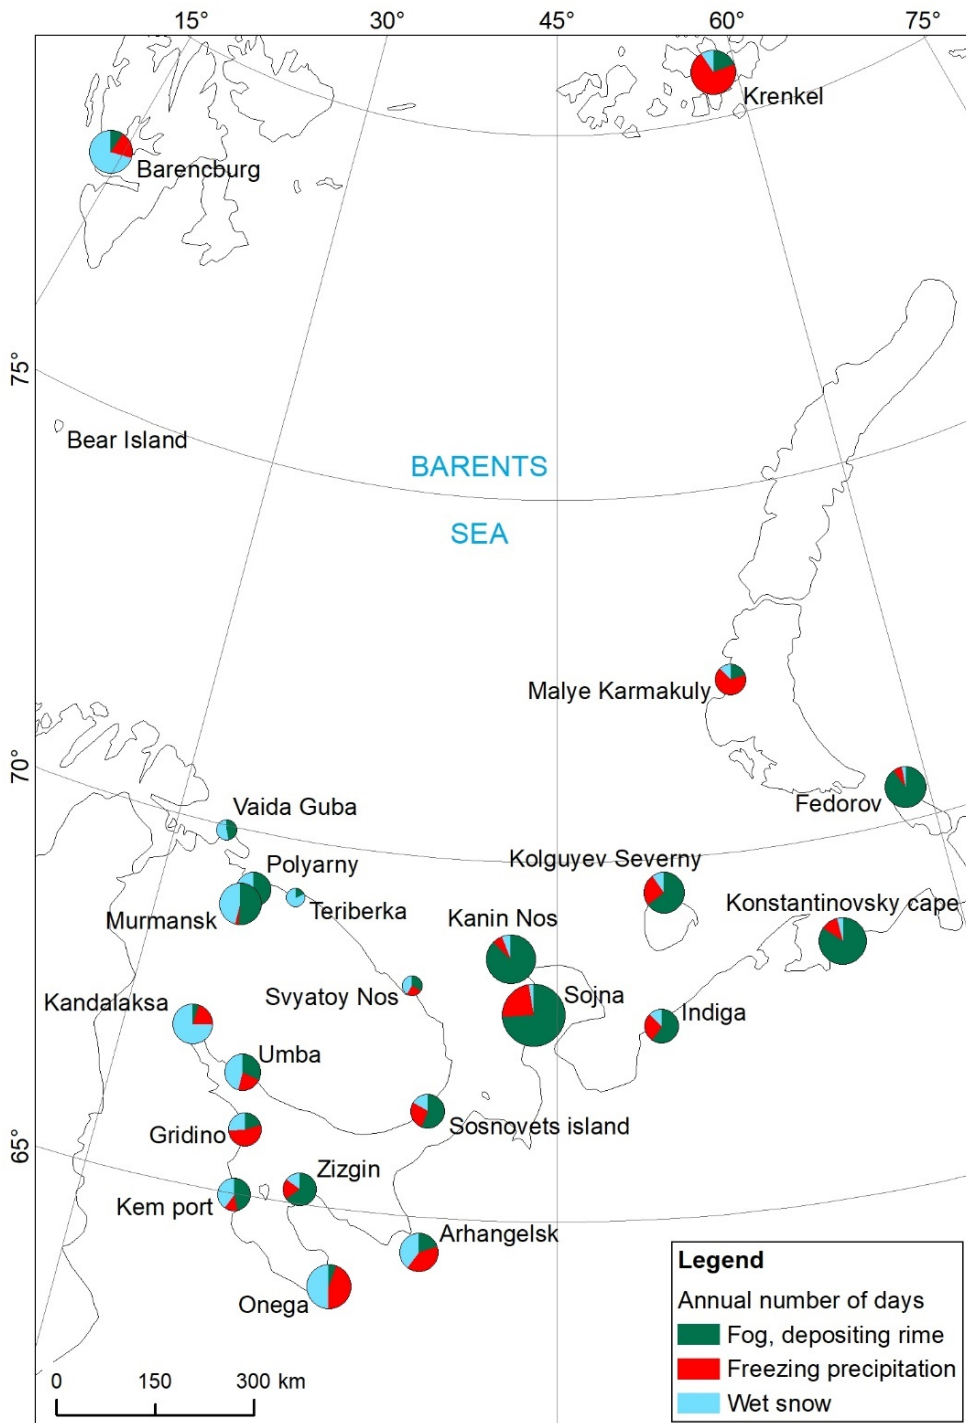 15°
30°
45°
60°
75°
Krenkel
Barencburg
75°
Bear Island
BARENTS
SEA
Malye Karmakuly
70°
Fedorov
Vaida Guba
Kolguyev Severny
Polyarny
Teriberka
Murmansk
Kanin Nos
Konstantinovsky cape
Svyatoy Nos
Sojna
Kandalaksa
Indiga
Umba
Gridino
Sosnovets island
65°
Zizgin
Kem port
Arhangelsk
Onega
Legend
Annual number of days
Fog, depositing rime
Freezing precipitation
Wet snow
0 150 300 km